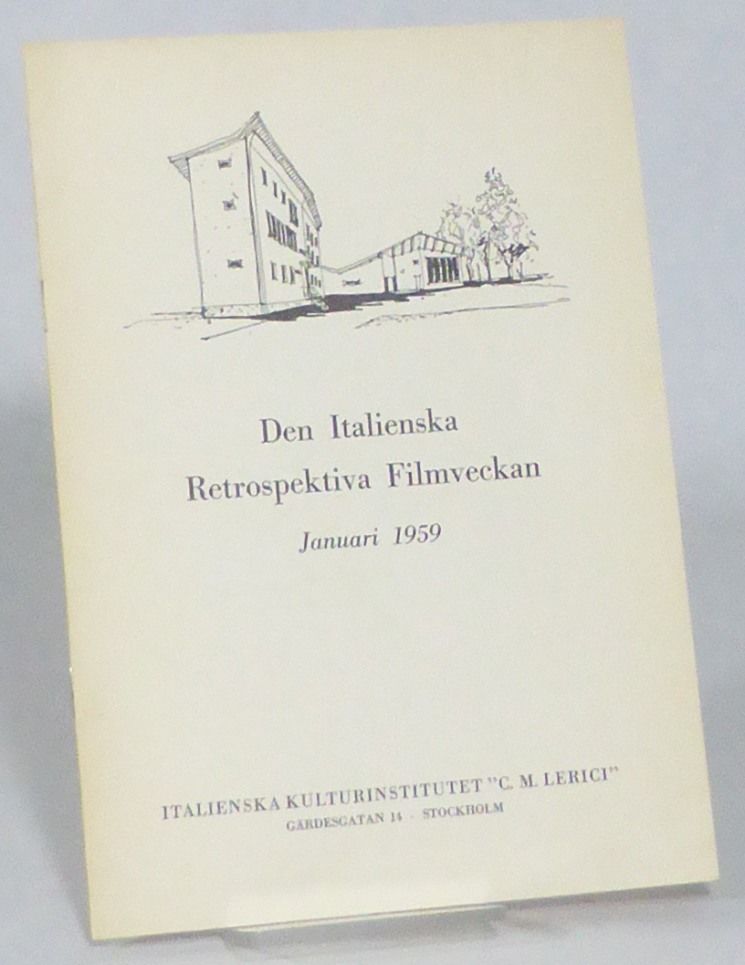 Den Italienska
Retrospektiva Filmveckan
Januari 1959
ITALIENSKA KULTURINSTITUTET "C. M. LERICI"
GÄRDESGATAN 14 · STOCKHOLM